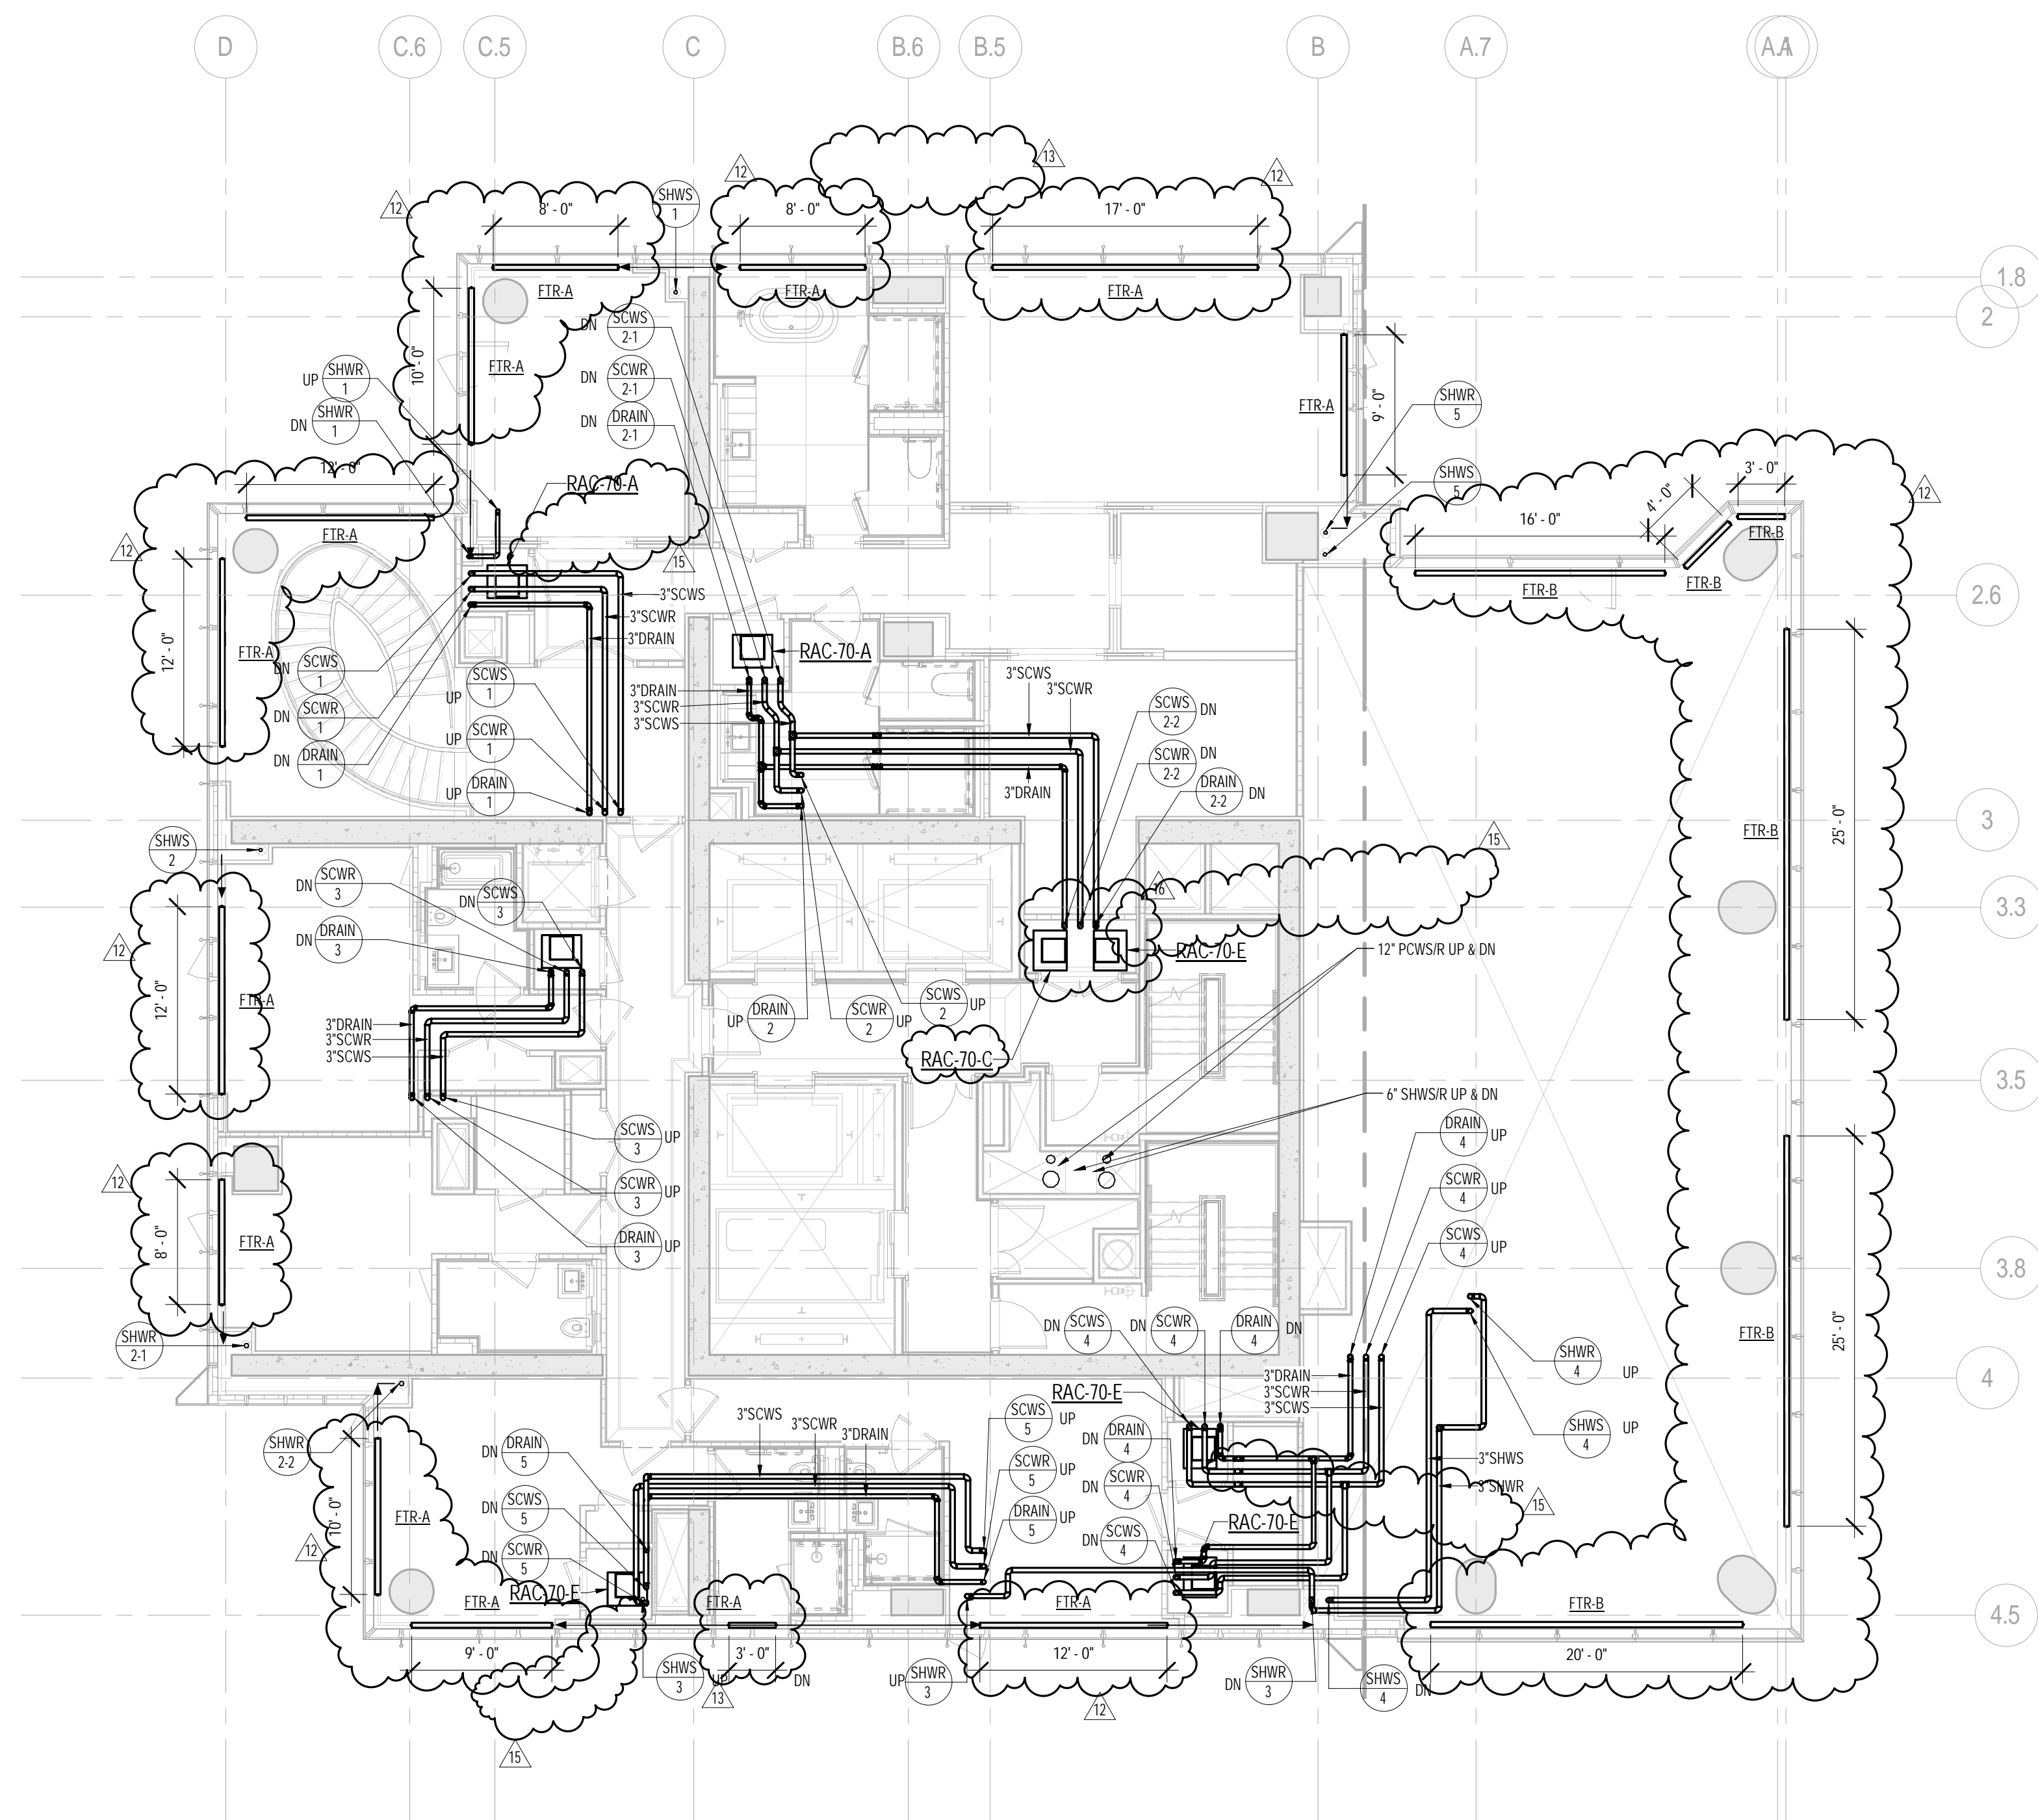 D
C.6
C.5
C
B.6
B.5
B
A.7
A
1.8
2
2.6
3
3.3
3.5
3.8
4
4.5
12
12
13
12
8' - 0"
SHWS
1
8' - 0"
17' - 0"
FTR-A
FTR-A
FTR-A
10' - 0"
FTR-A
DN
SCWS
2-1
DN
SCWR
2-1
DN
DRAIN
2-1
UP
SHWR
1
DN
SHWR
1
FTR-A
9' - 0"
SHWR
5
SHWS
5
12' - 0"
RAC-70-A
FTR-A
12
15
12' - 0"
FTR-A
3"SCWS
3"SCWR
3"DRAIN
3' - 0"
4' - 0"
16' - 0"
FTR-B
FTR-B
FTR-B
12
DN
SCWS
1
DN
SCWR
1
DN
DRAIN
1
SCWS
1
UP
SCWR
1
UP
DRAIN
1
UP
RAC-70-A
3"DRAIN
3"SCWR
3"SCWS
3"SCWS
3"SCWR
3"DRAIN
SCWS
2-2
DN
SCWR
2-2
DN
DRAIN
2-2
DN
FTR-B
25' - 0"
SHWS
2
DN
SCWR
3
DN
SCWS
3
DN
DRAIN
3
12
12' - 0"
FTR-A
3"DRAIN
3"SCWR
3"SCWS
15
16
RAC-70-E
12" PCWS/R UP & DN
UP
DRAIN
2
SCWR
2
UP
SCWS
2
UP
RAC-70-C
6" SHWS/R UP & DN
SCWS
3
UP
SCWR
3
UP
DRAIN
3
UP
12
8' - 0"
FTR-A
SHWR
2-1
DRAIN
4
UP
SCWR
4
UP
SCWS
4
UP
DN
SCWS
4
DN
SCWR
4
DRAIN
4
DN
FTR-B
25' - 0"
SHWR
4
UP
SHWS
4
UP
3"DRAIN
3"SCWR
3"SCWS
RAC-70-E
SHWR
2-2
10' - 0"
FTR-A
12
3"SCWS
3"SCWR
3"DRAIN
DN
DRAIN
5
DN
SCWS
5
DN
SCWR
5
SCWS
5
UP
SCWR
5
UP
DRAIN
5
UP
DRAIN
4
DN
SCWR
4
DN
SCWS
4
DN
3"SHWS
3"SHWR
15
RAC-70-E
RAC-70-E
FTR-A
FTR-A
FTR-A
FTR-B
9' - 0"
SHWS
3
UP
3' - 0"
DN
13
UP
SHWR
3
12' - 0"
12
DN
SHWR
3
SHWS
4
DN
20' - 0"
15